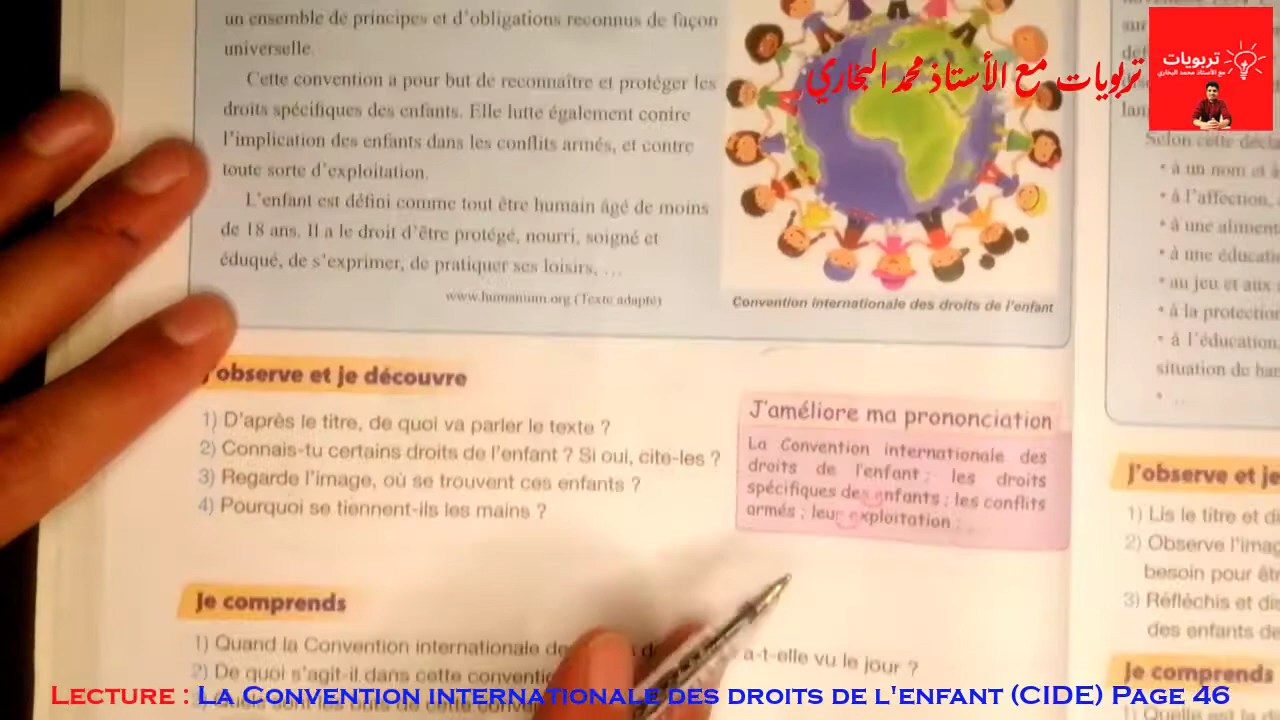 un ensemble de principes et d'obligations reconnus de façon
universelle.
Cette convention a pour but de reconnaître et protéger les
droits spécifiques des enfants. Elle lutte également contre
l'implication des enfants dans les conflits armés, et contre
toute sorte d'exploitation.
L'enfant est défini comme tout être humain âgé de moins
de 18 ans. Il a le droit d'être protégé, nourri, soigné et
éduqué, de s'exprimer, de pratiquer ses loisirs, ...
www.humanium.org (Texte adapté)
Convention internationale des droits de l'enfant
J'observe et je découvre
1) D'après le titre, de quoi va parler le texte ?
2) Connais-tu certains droits de l'enfant ? Si oui, cite-les ?
3) Regarde l'image, où se trouvent ces enfants ?
4) Pourquoi se tiennent-ils les mains ?
J'améliore ma prononciation
La Convention internationale des
droits de l'enfant ; les droits
spécifiques des enfants ; les conflits
armés ; leur exploitation ; ...
Je comprends
1) Quand la Convention internationale de a-t-elle vu le jour ?
2) De quoi s'agit-il dans cette
تربويات مع الأستاذ محمد البخاري
تربويات
مع الأستاذ محمد البخاري
Selon cette
• à un nom et à
• à l'affection,
• à une
• à une
• au jeu et aux
• à la protection
• à l'éducation
situation de
• ...
J'observe et je
1) Lis le titre et
2) Observe
besoin pour
3) Réfléchis et
des enfants
Je comprends
Lecture : La Convention internationale des droits de l'enfant (CIDE) Page 46